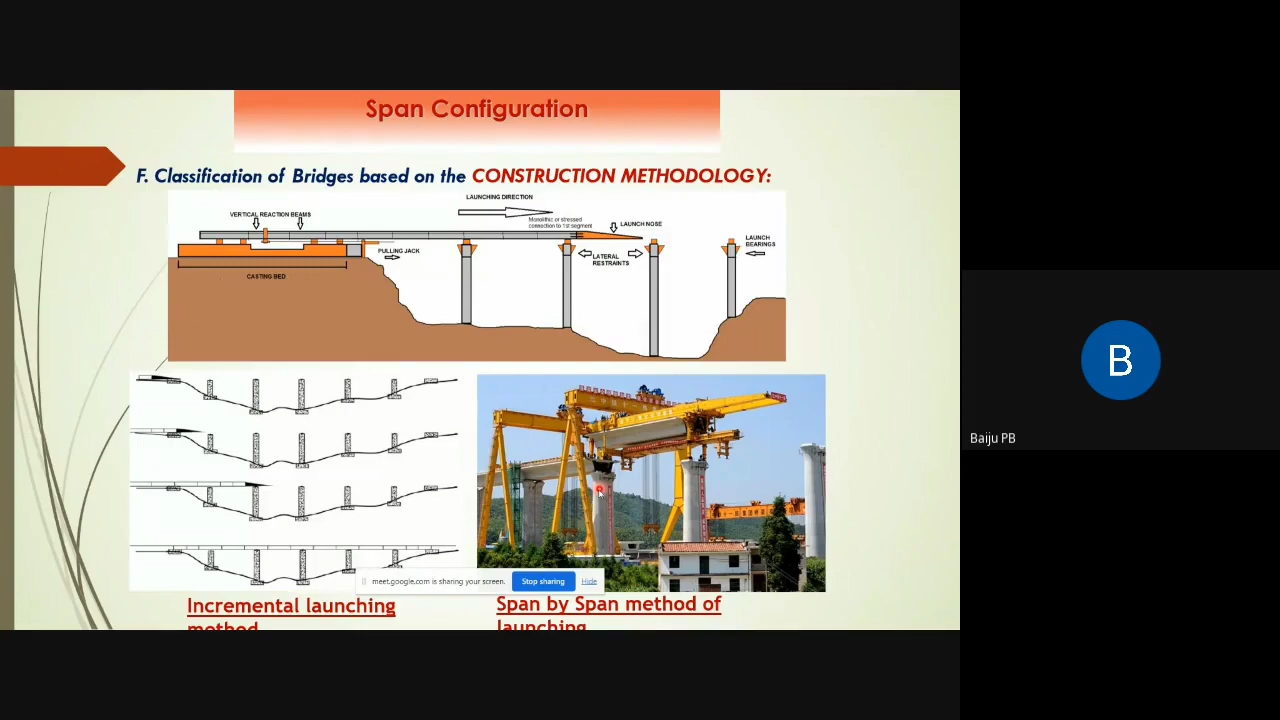 Span Configuration
F. Classification of Bridges based on the CONSTRUCTION METHODOLOGY:
LAUNCHING DIRECTION
VERTICAL REACTION BEAMS
Monolithic or stressed
connection to 1st segment
LAUNCH NOSE
LAUNCH
BEARINGS
PULLING JACK
LATERAL
RESTRAINTS
CASTING BED
B
Baiju PB
meet.google.com is sharing your screen.
Stop sharing
Hide
Incremental launching
method
Span by Span method of
launching